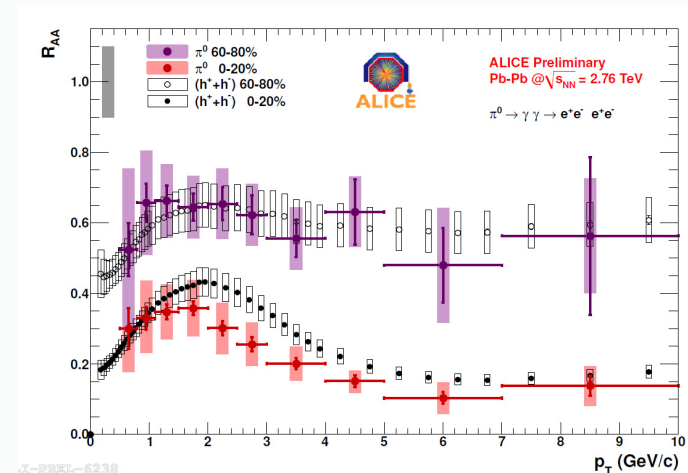 R_AA
1.0
0.8
0.6
0.4
0.2
0.0
π⁰ 60-80%
π⁰ 0-20%
(h⁺+h⁻) 60-80%
(h⁺+h⁻) 0-20%
ALICE
ALICE Preliminary
Pb-Pb @√s_NN = 2.76 TeV
π⁰ → γ γ → e⁺e⁻ e⁺e⁻
0 1 2 3 4 5 6 7 8 9 10
p_T (GeV/c)